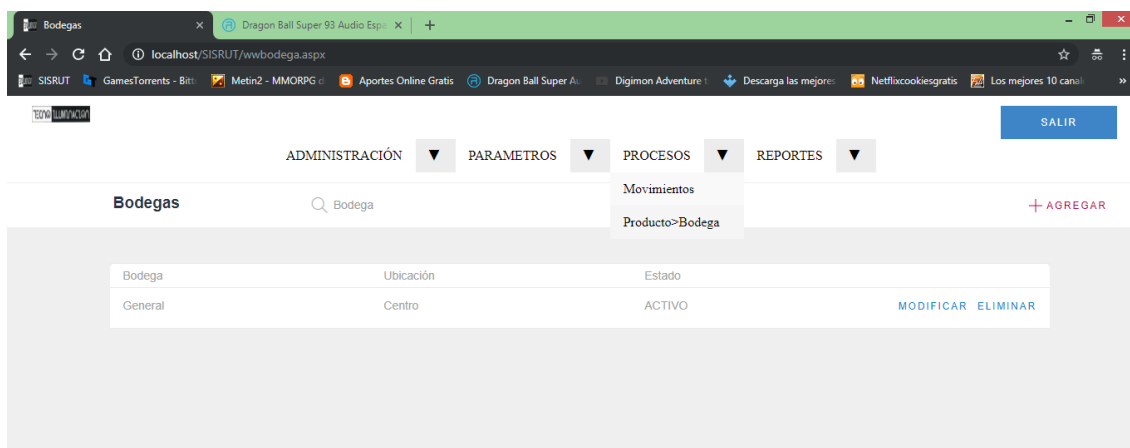 Bodegas
Dragon Ball Super 93 Audio Espa
localhost/SISRUT/wwbodega.aspx
SISRUT GamesTorrents - Bitt Metin2 - MMORPG d Aportes Online Gratis Dragon Ball Super Au Digimon Adventure t Descarga las mejores Netflixcookiesgratis Los mejores 10 canal »
TECNO ILUMINACION
SALIR
ADMINISTRACIÓN ▼ PARAMETROS ▼ PROCESOS ▼ REPORTES ▼
Movimientos
Producto>Bodega
Bodegas
Bodega
+ AGREGAR
Bodega Ubicación Estado
General Centro ACTIVO MODIFICAR ELIMINAR